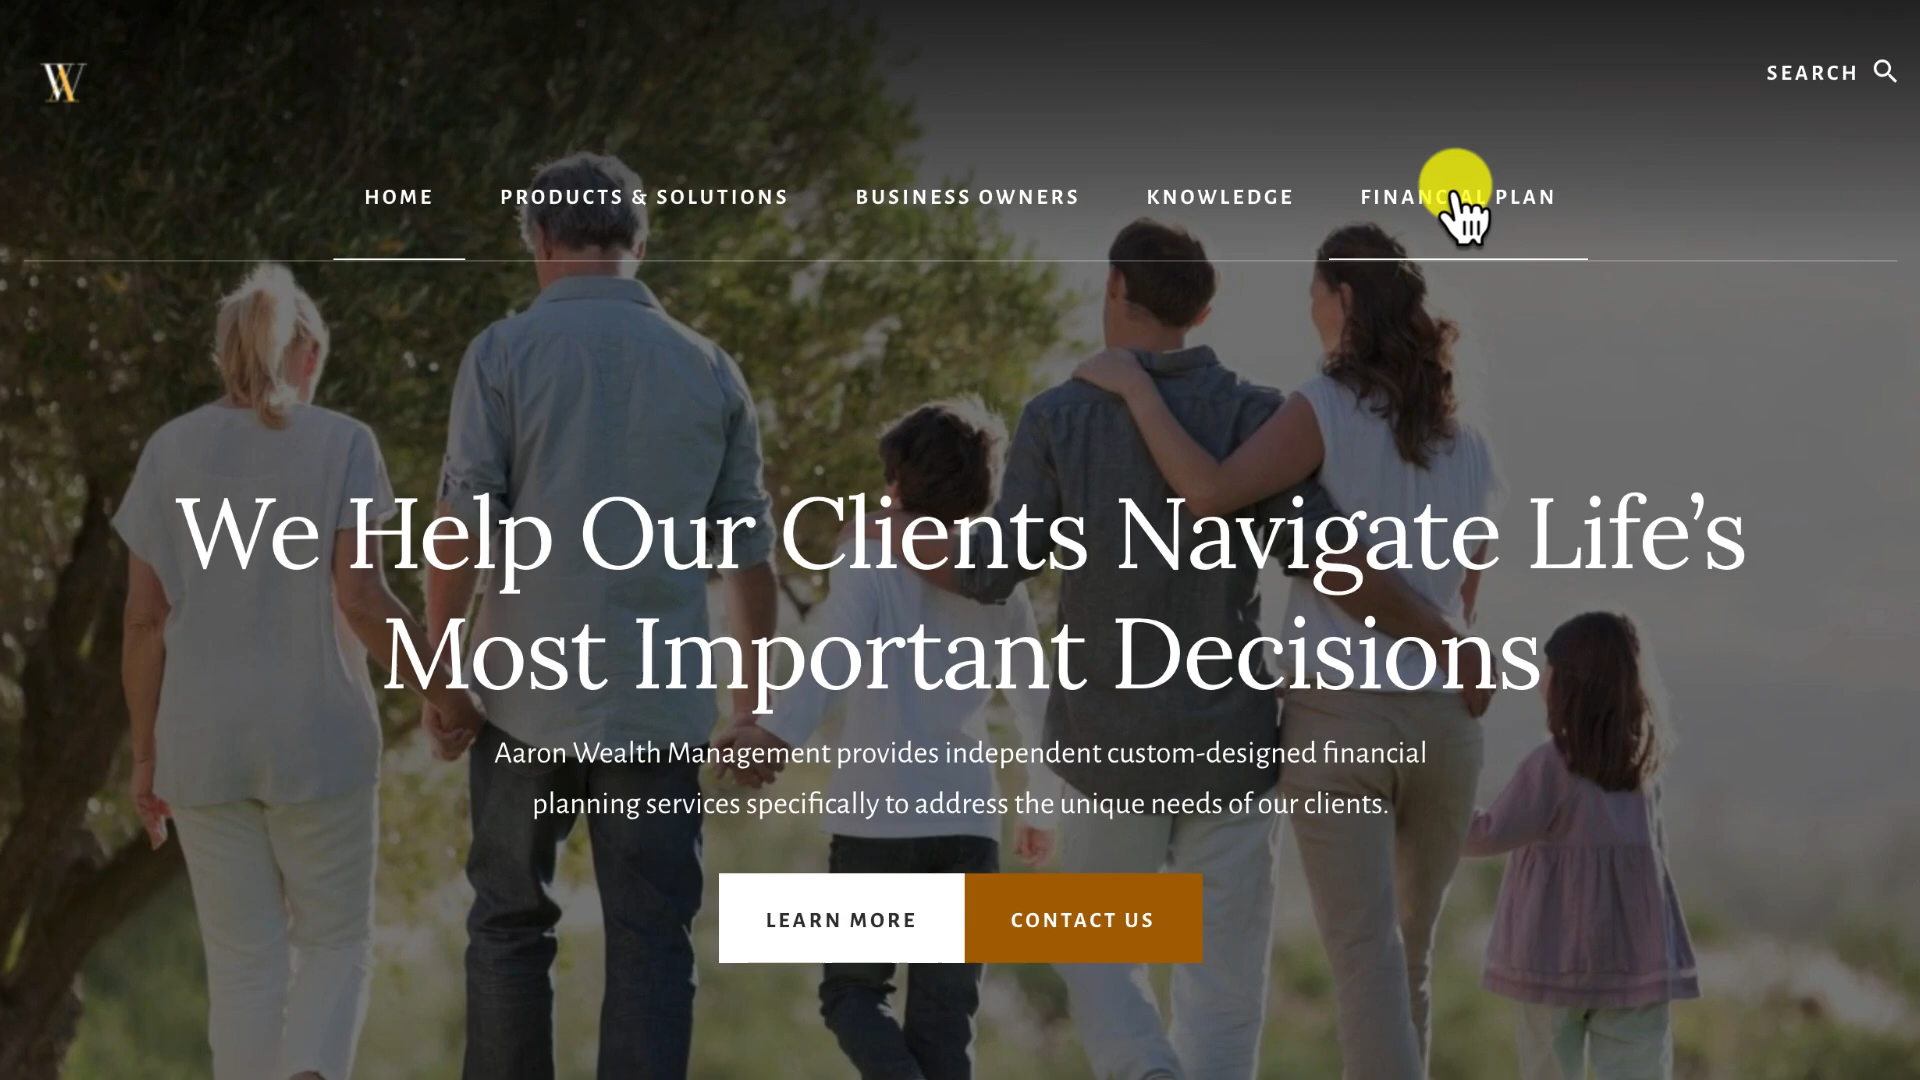 SEARCH
HOME PRODUCTS & SOLUTIONS BUSINESS OWNERS KNOWLEDGE FINANCIAL PLAN
We Help Our Clients Navigate Life’s
Most Important Decisions
Aaron Wealth Management provides independent custom-designed financial
planning services specifically to address the unique needs of our clients.
LEARN MORE CONTACT US